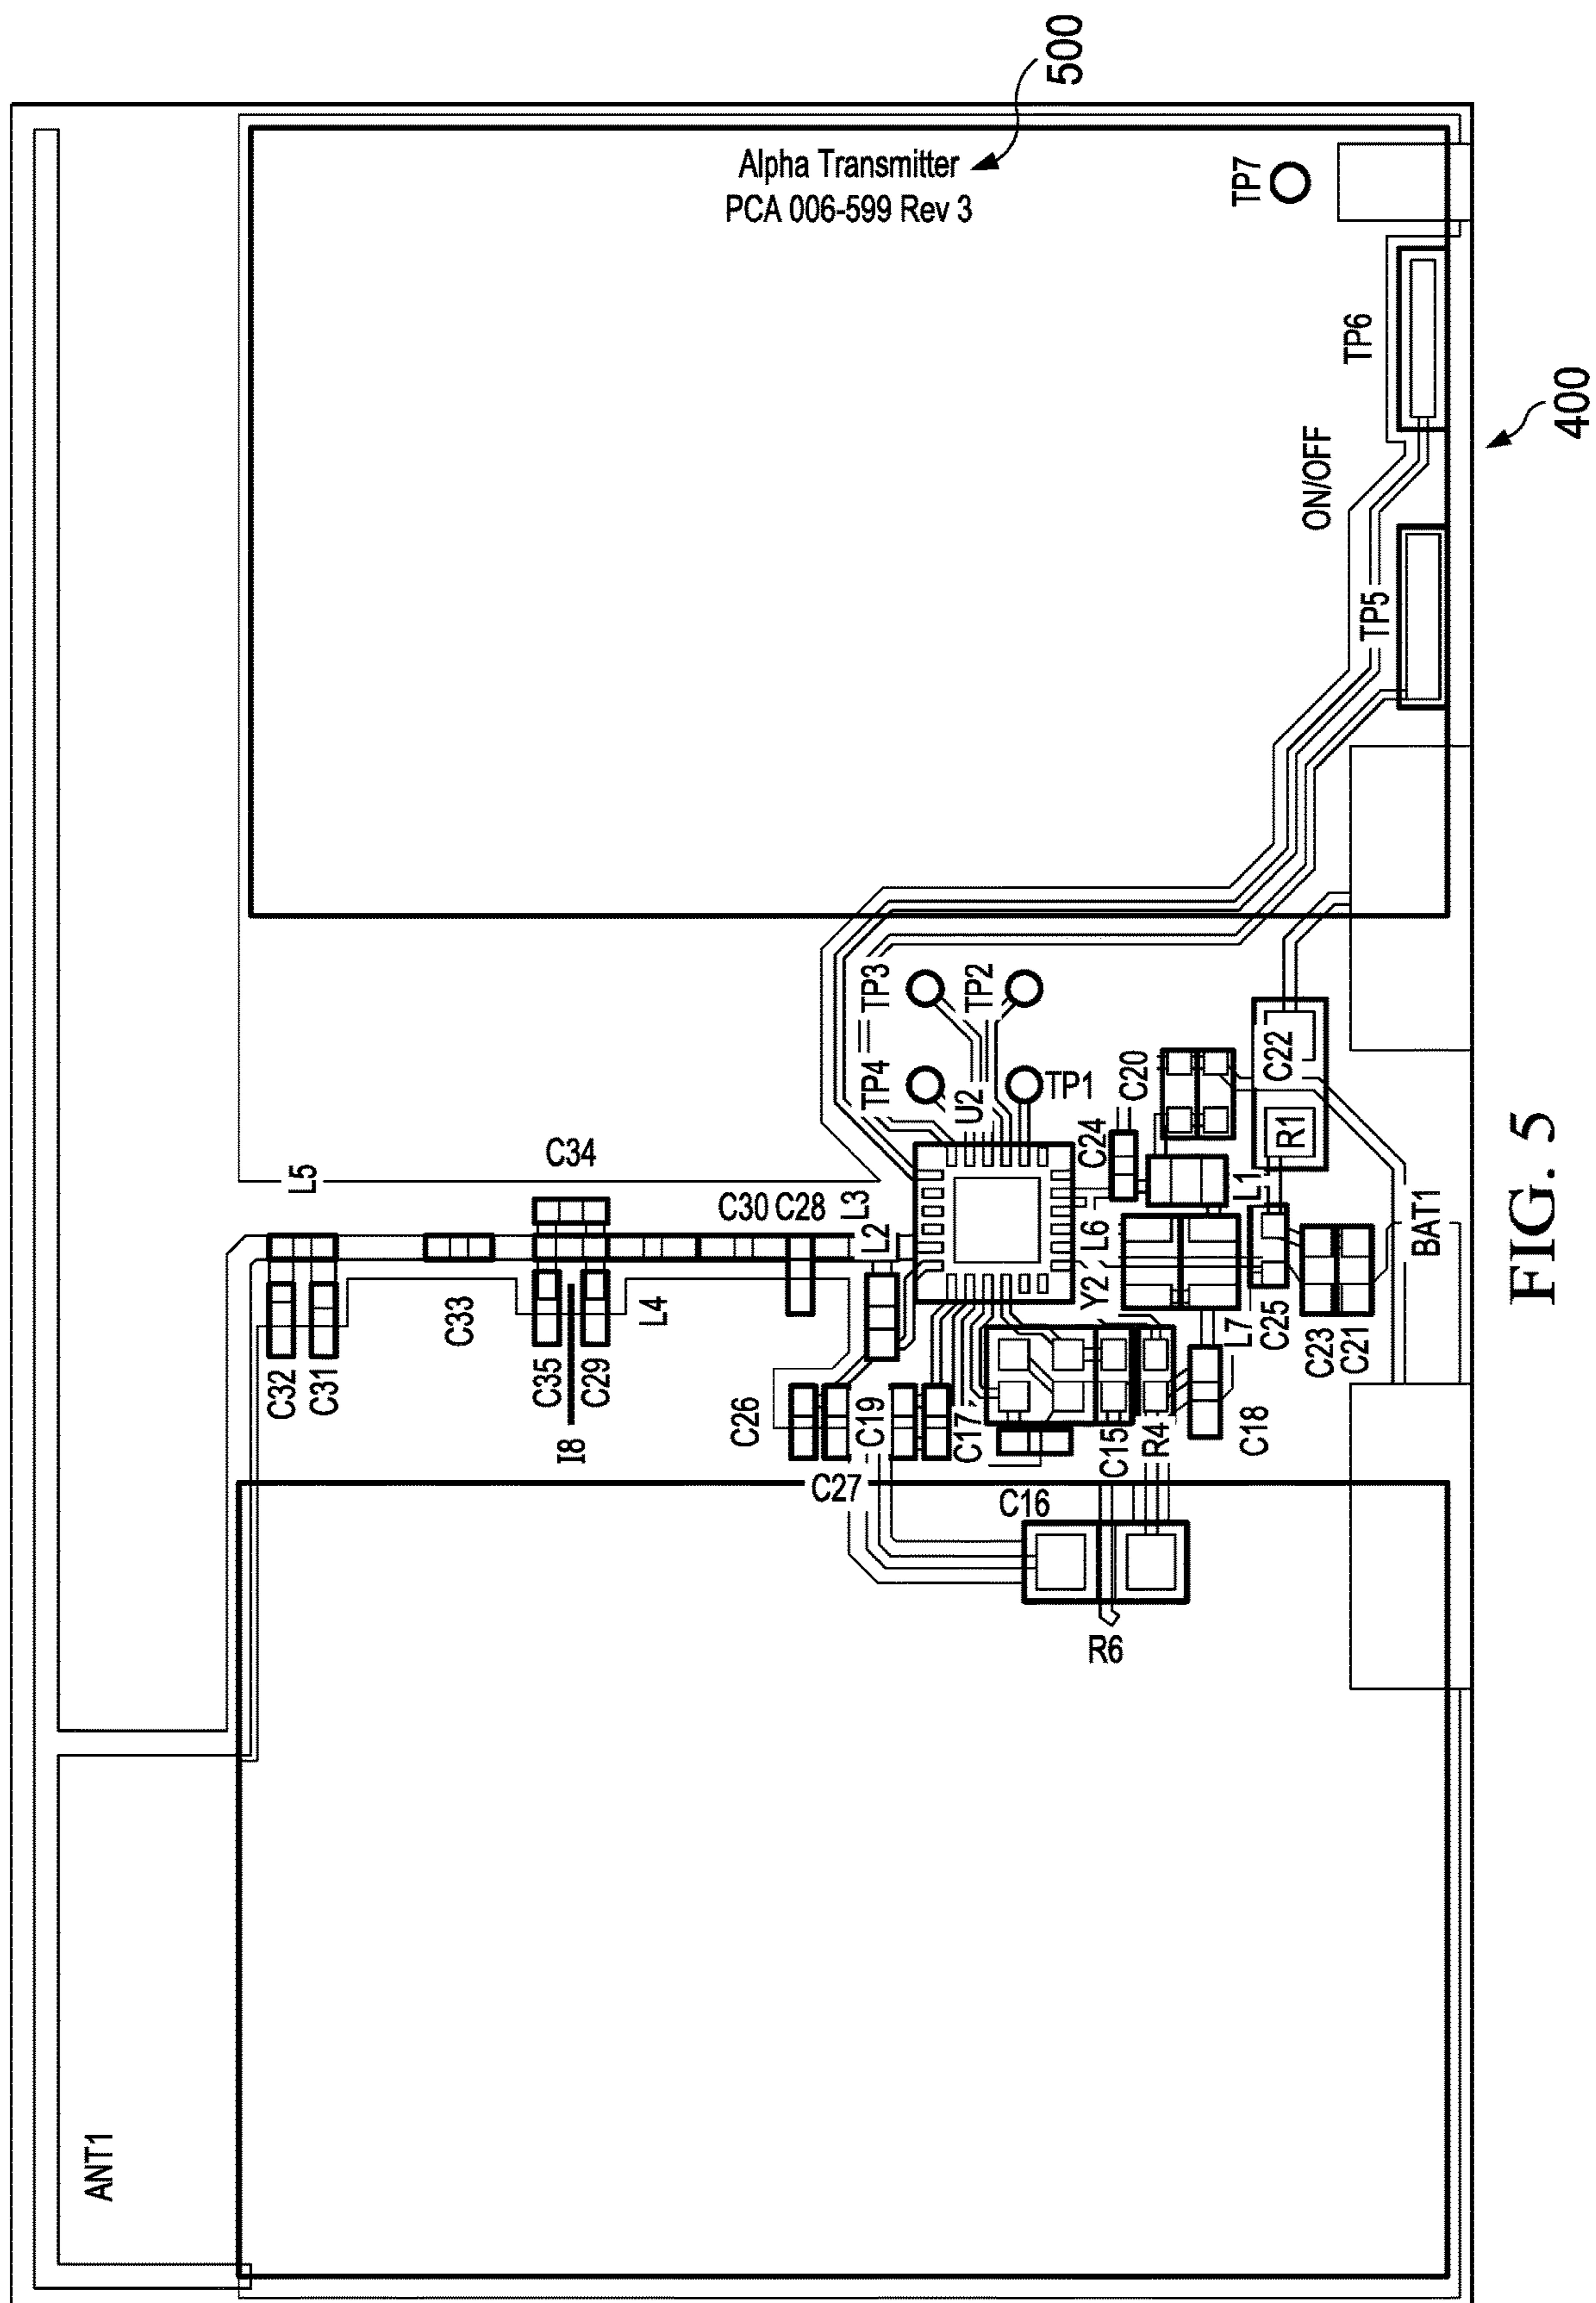 500
Alpha Transmitter
PCA 006-599 Rev 3
TP7
TP6
400
ON/OFF
TP5
TP3
TP2
TP4
U2
TP1
C20
C22
C24
R1
L5
C34
C30
C28
L3
L2
L6
L1
Y2
BAT1
C33
L4
C32
C31
C35
C29
I8
C26
C19
C17
C15
R4
L7
C25
C23
C21
C18
C27
C16
R6
ANT1
FIG. 5